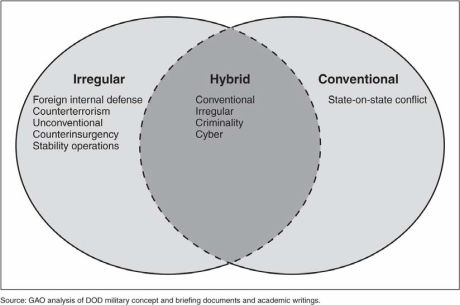 Irregular
Foreign internal defense
Counterterrorism
Unconventional
Counterinsurgency
Stability operations
Hybrid
Conventional
Irregular
Criminality
Cyber
Conventional
State-on-state conflict
Source: GAO analysis of DOD military concept and briefing documents and academic writings.